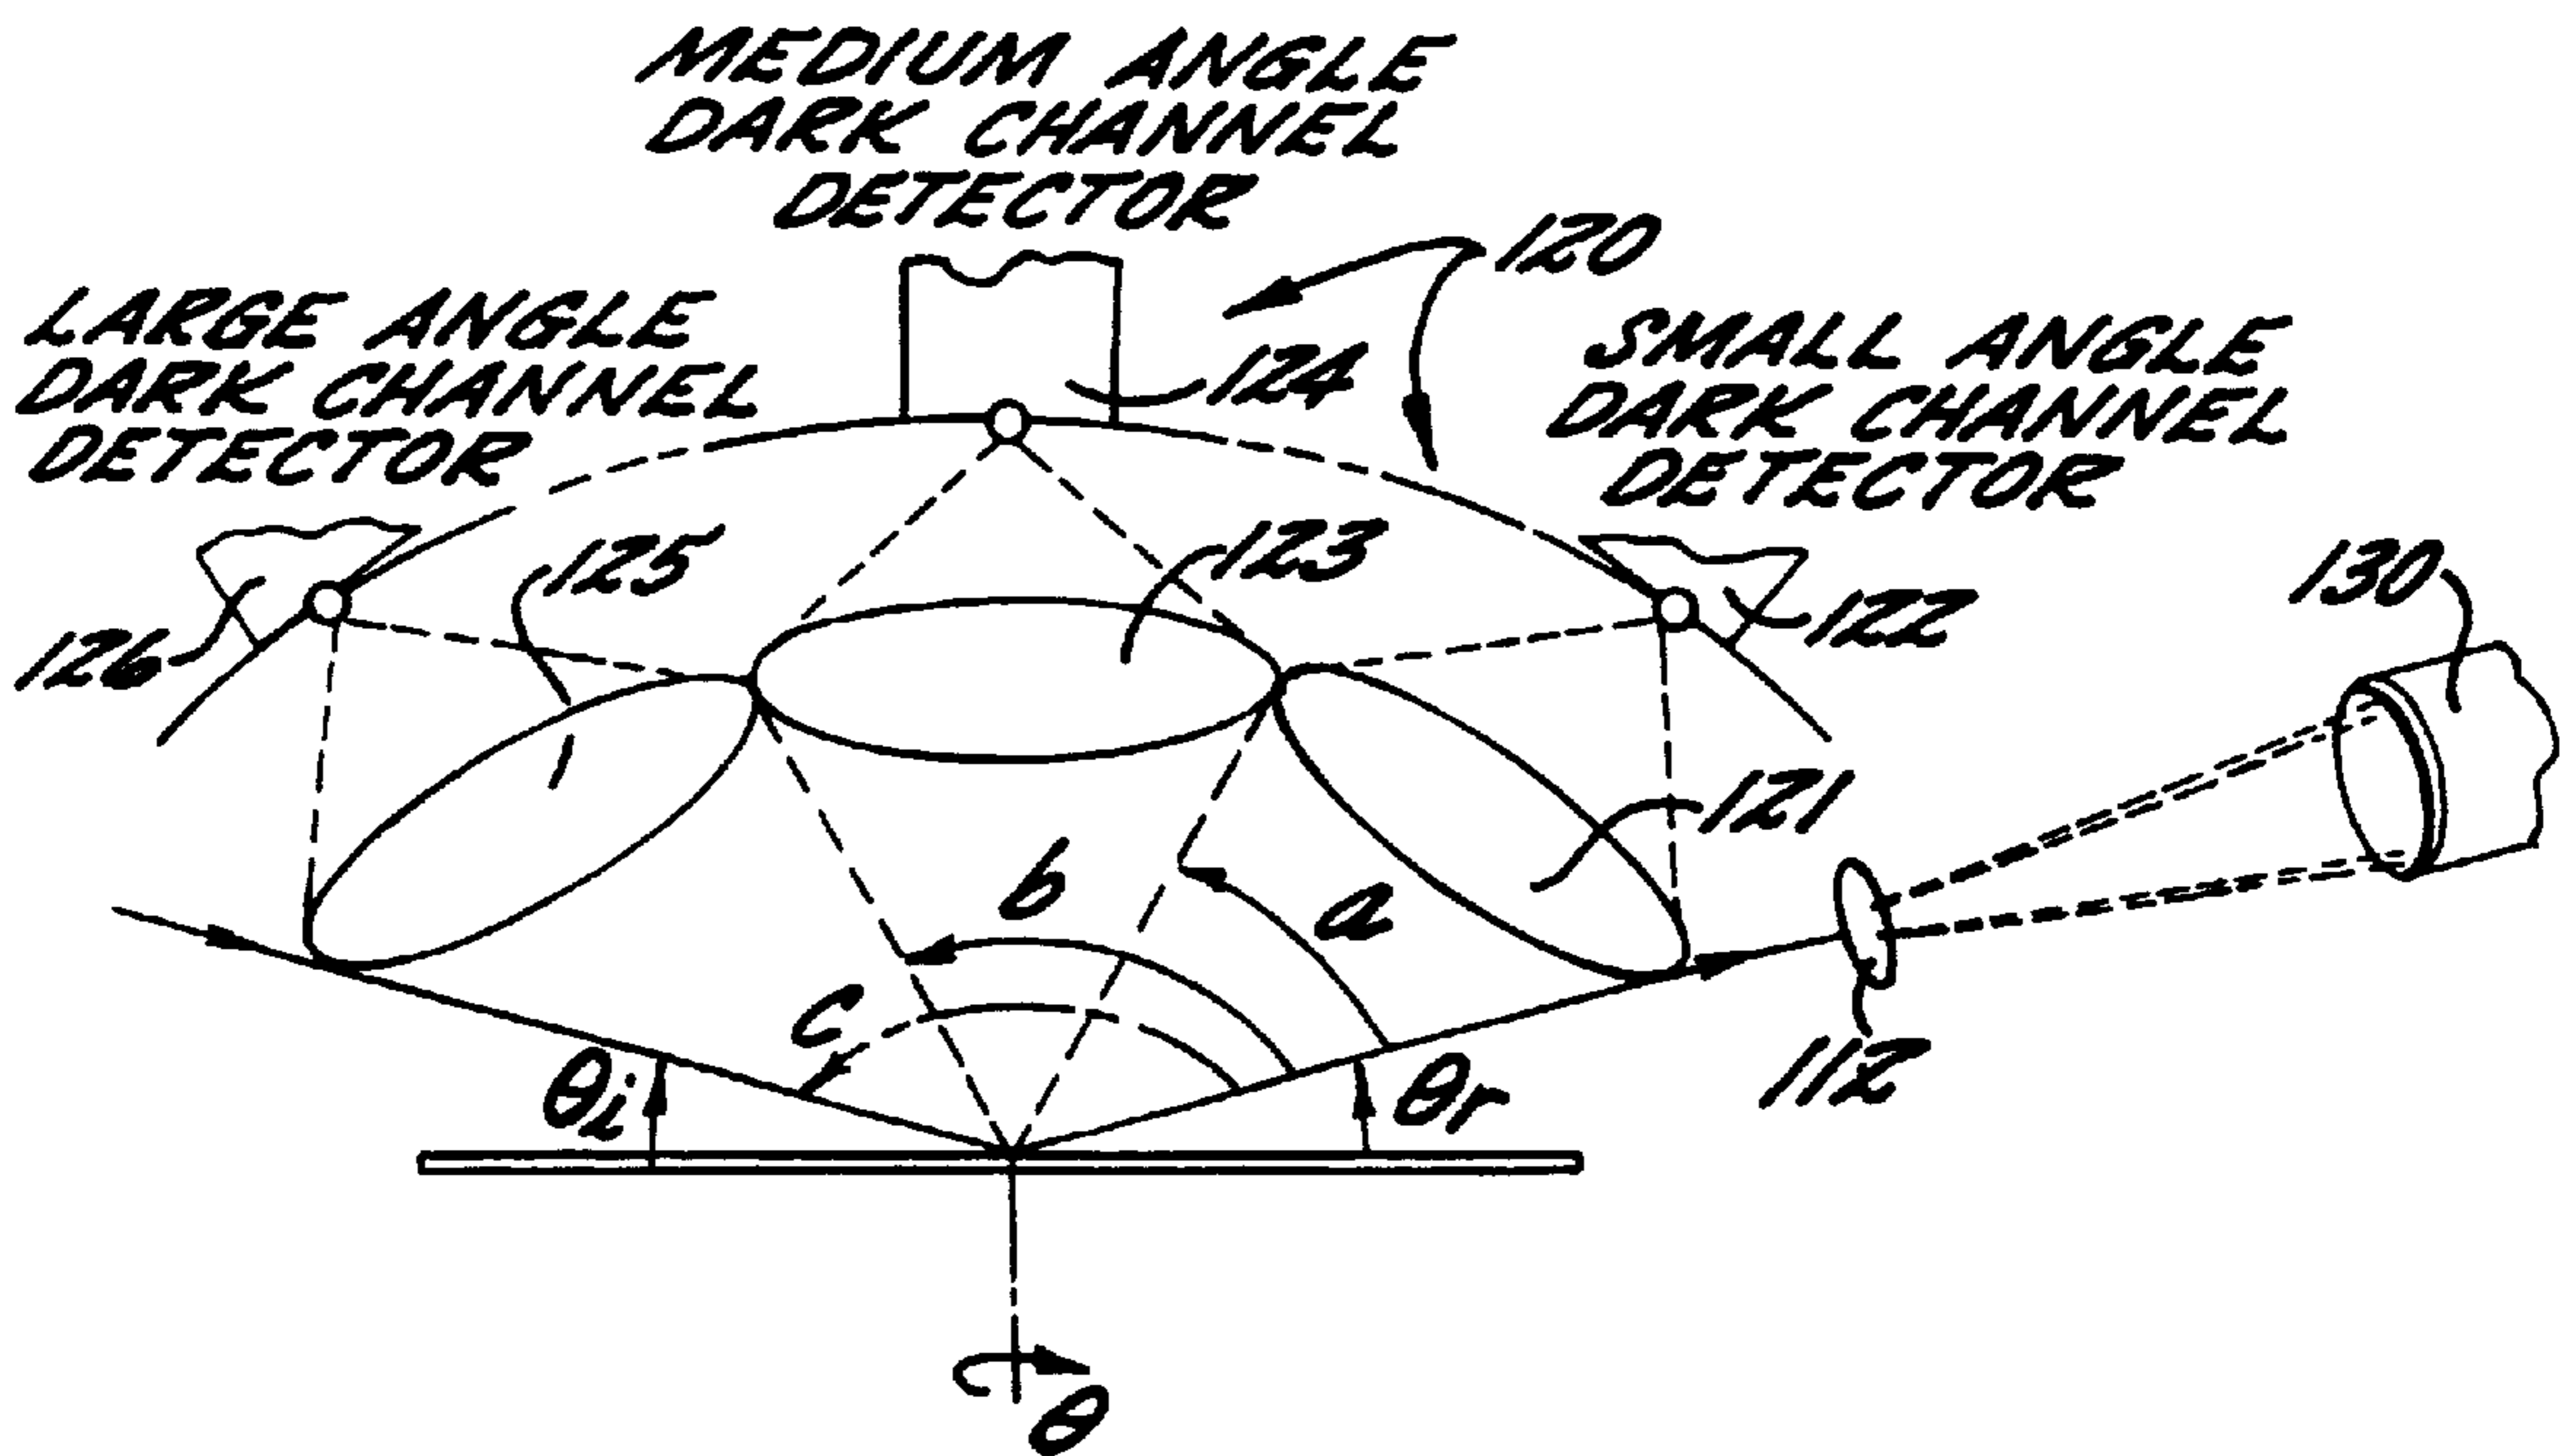 MEDIUM ANGLE
DARK CHANNEL
DETECTOR
120
LARGE ANGLE
DARK CHANNEL
DETECTOR
124
SMALL ANGLE
DARK CHANNEL
DETECTOR
126
125
123
122
130
121
b
a
c
θi
θr
112
θ